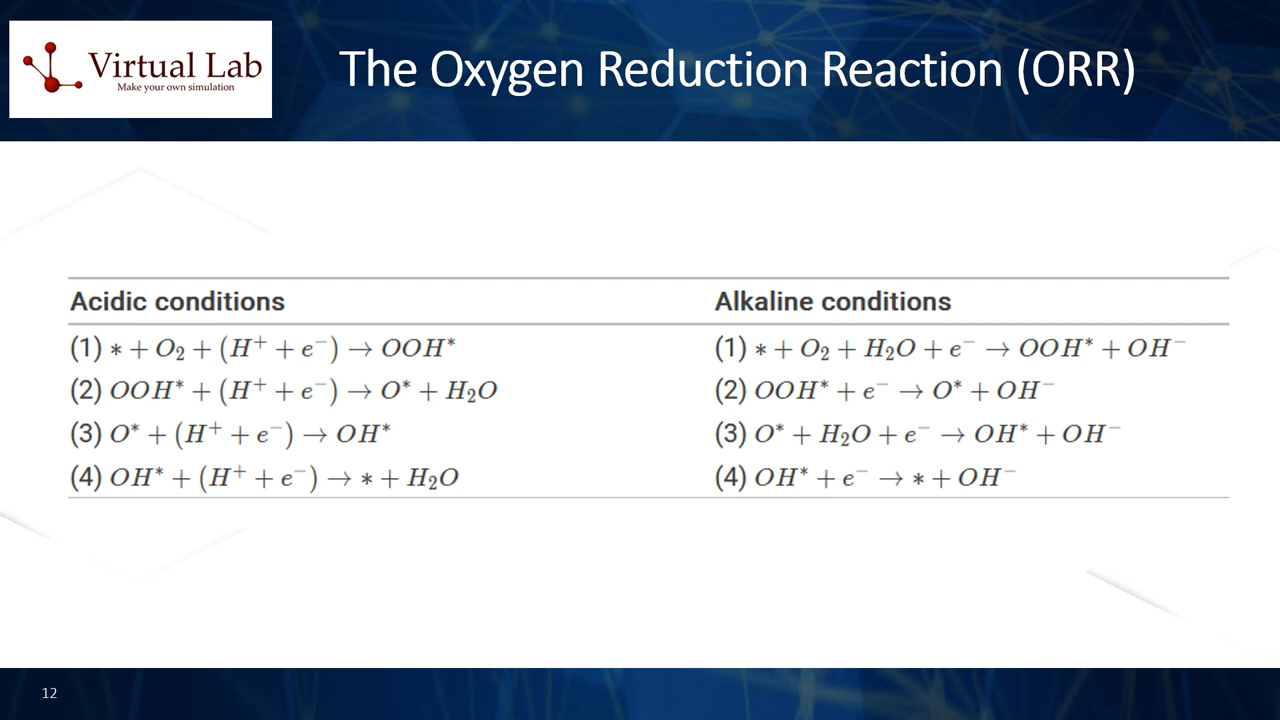 Virtual Lab
Make your own simulation
The Oxygen Reduction Reaction (ORR)
Acidic conditions Alkaline conditions
(1) * + O₂ + (H⁺ + e⁻) → OOH* (1) * + O₂ + H₂O + e⁻ → OOH* + OH⁻
(2) OOH* + (H⁺ + e⁻) → O* + H₂O (2) OOH* + e⁻ → O* + OH⁻
(3) O* + (H⁺ + e⁻) → OH* (3) O* + H₂O + e⁻ → OH* + OH⁻
(4) OH* + (H⁺ + e⁻) → * + H₂O (4) OH* + e⁻ → * + OH⁻
12